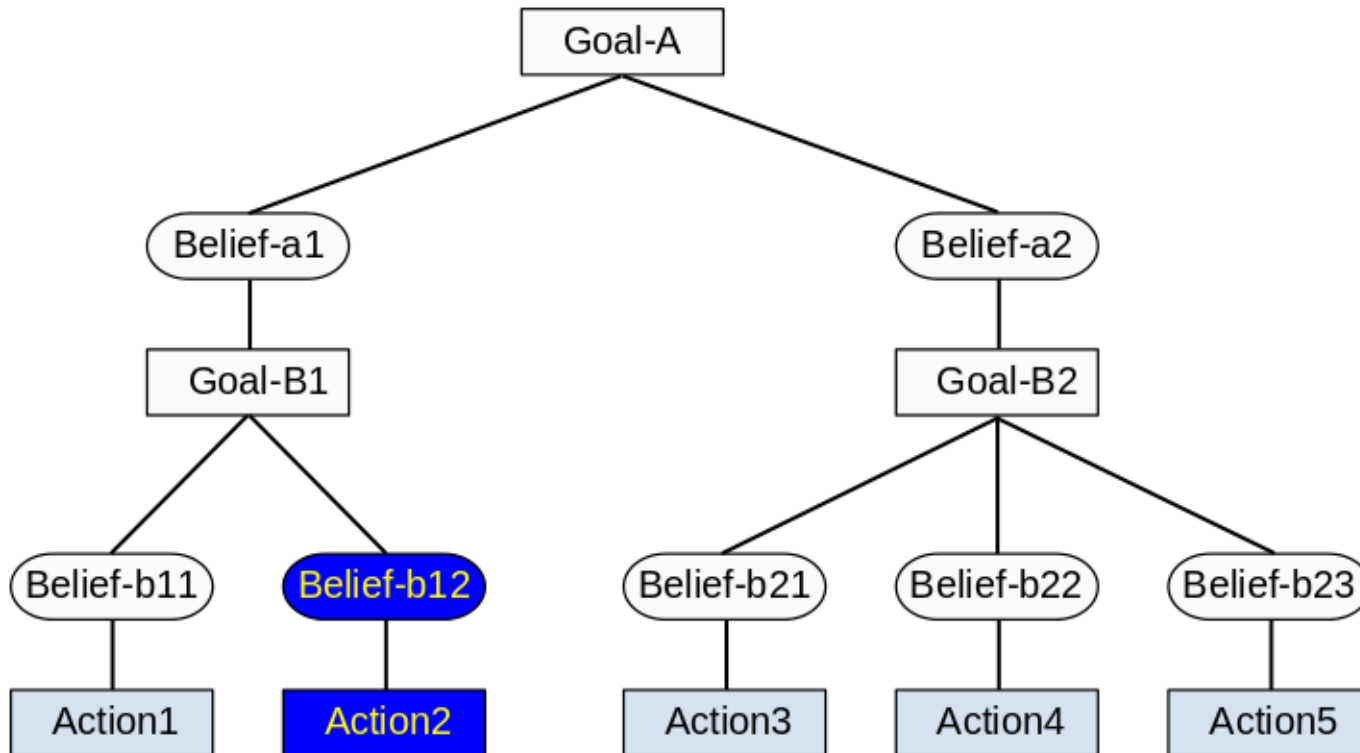 Goal-A
Belief-a1
Belief-a2
Goal-B1
Goal-B2
Belief-b11
Belief-b12
Belief-b21
Belief-b22
Belief-b23
Action1
Action2
Action3
Action4
Action5